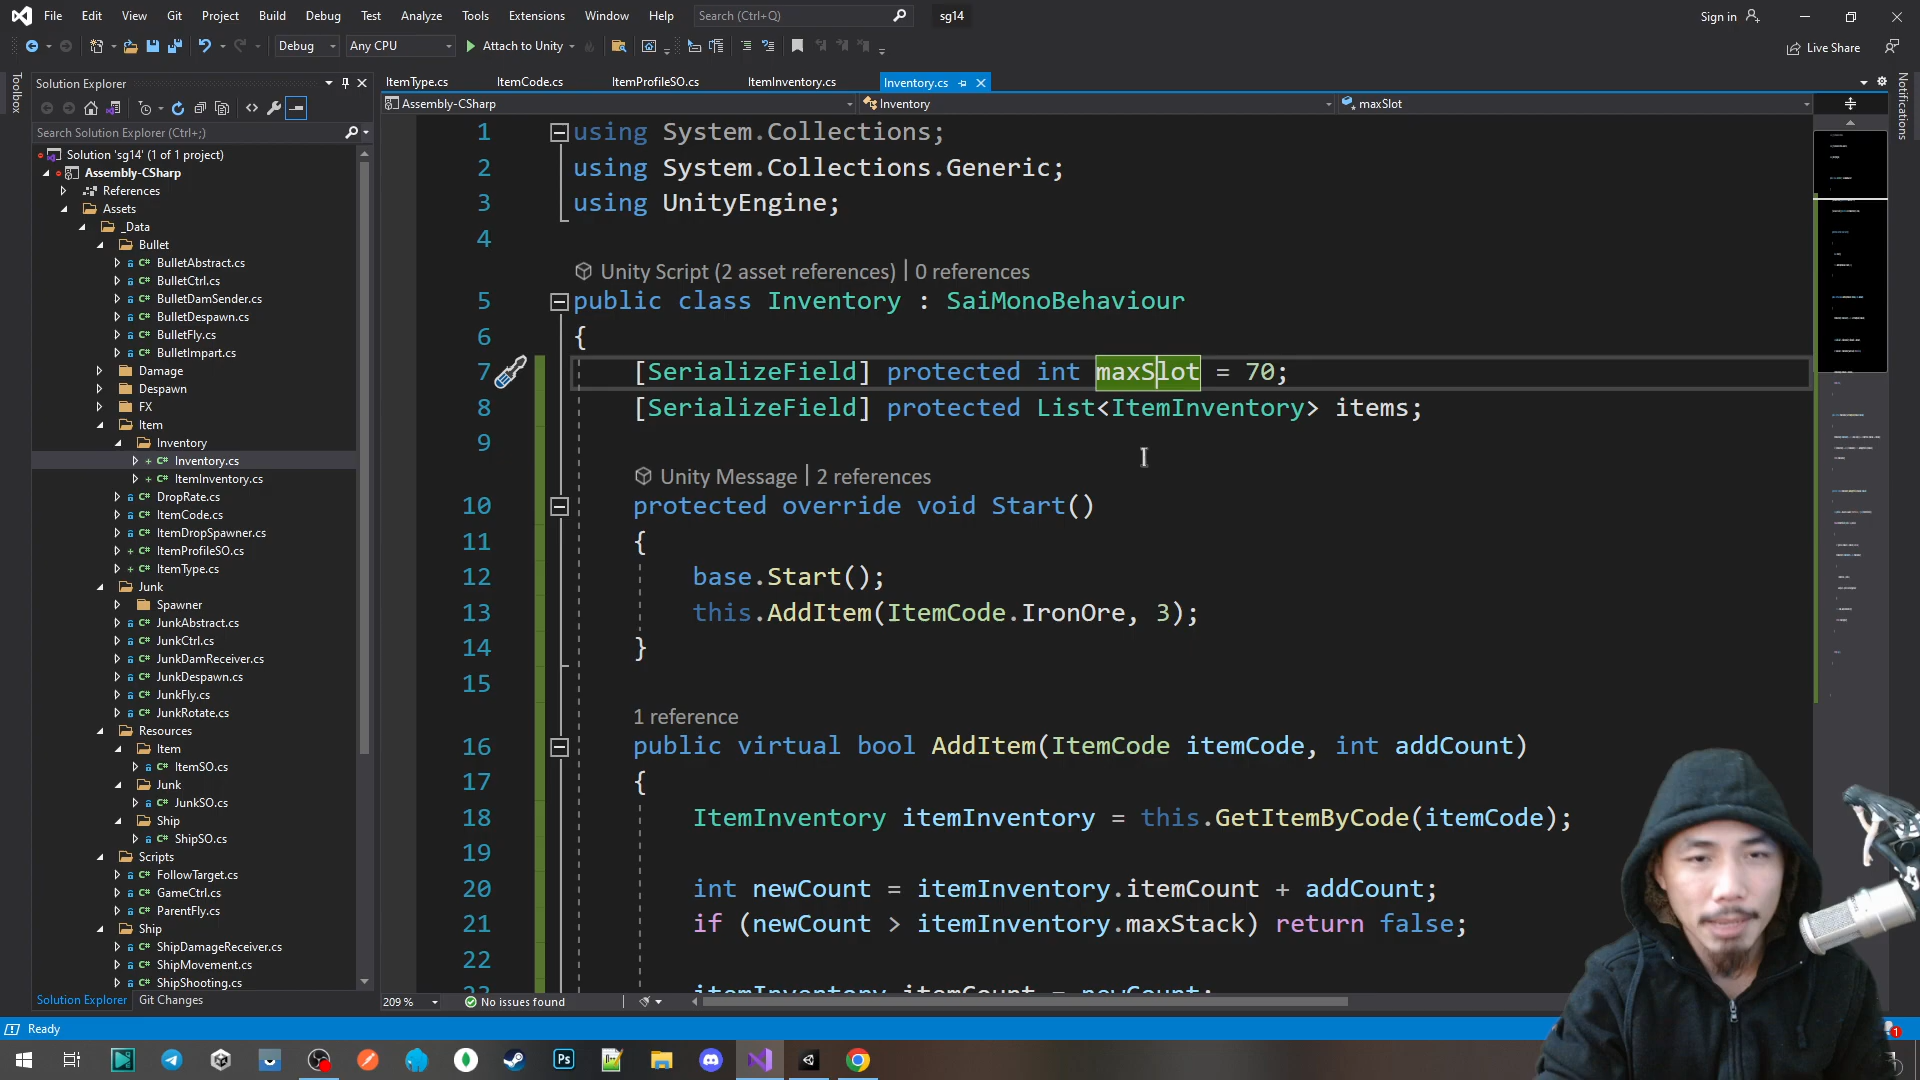 File Edit View Git Project Build Debug Test Analyze Tools Extensions Window Help Search (Ctrl+Q) sg14 Sign in
Debug Any CPU Attach to Unity Live Share
Toolbox
Solution Explorer
Search Solution Explorer (Ctrl+;)
Solution 'sg14' (1 of 1 project)
Assembly-CSharp
References
Assets
_Data
Bullet
BulletAbstract.cs
BulletCtrl.cs
BulletDamSender.cs
BulletDespawn.cs
BulletFly.cs
BulletImpart.cs
Damage
Despawn
FX
Item
Inventory
Inventory.cs
ItemInventory.cs
DropRate.cs
ItemCode.cs
ItemDropSpawner.cs
ItemProfileSO.cs
ItemType.cs
Junk
Spawner
JunkAbstract.cs
JunkCtrl.cs
JunkDamReceiver.cs
JunkDespawn.cs
JunkFly.cs
JunkRotate.cs
Resources
Item
ItemSO.cs
Junk
JunkSO.cs
Ship
ShipSO.cs
Scripts
FollowTarget.cs
GameCtrl.cs
ParentFly.cs
Ship
ShipDamageReceiver.cs
ShipMovement.cs
ShipShooting.cs
Solution Explorer Git Changes
ItemType.cs ItemCode.cs ItemProfileSO.cs ItemInventory.cs Inventory.cs
Assembly-CSharp Inventory maxSlot
1 using System.Collections;
2 using System.Collections.Generic;
3 using UnityEngine;
4
Unity Script (2 asset references) | 0 references
5 public class Inventory : SaiMonoBehaviour
6 {
7 [SerializeField] protected int maxSlot = 70;
8 [SerializeField] protected List<ItemInventory> items;
9
Unity Message | 2 references
10 protected override void Start()
11 {
12 base.Start();
13 this.AddItem(ItemCode.IronOre, 3);
14 }
15
1 reference
16 public virtual bool AddItem(ItemCode itemCode, int addCount)
17 {
18 ItemInventory itemInventory = this.GetItemByCode(itemCode);
19
20 int newCount = itemInventory.itemCount + addCount;
21 if (newCount > itemInventory.maxStack) return false;
22
23 itemInventory.itemCount = newCount;
209 % No issues found
Notifications
Ready
1
Ps